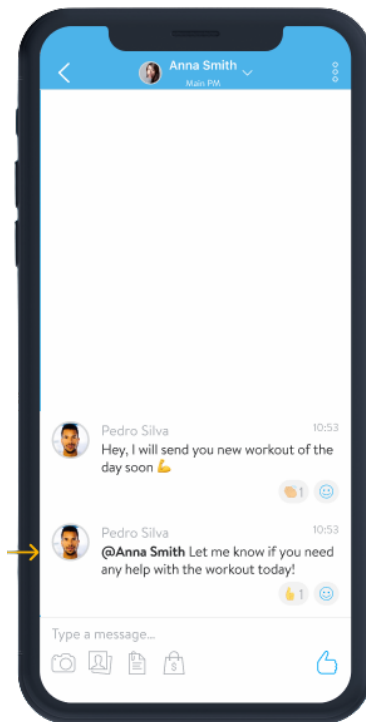 Anna Smith
Main PM
Pedro Silva 10:53
Hey, I will send you new workout of the
day soon 💪
👏 1
Pedro Silva 10:53
@Anna Smith Let me know if you need
any help with the workout today!
👍 1
Type a message...
$